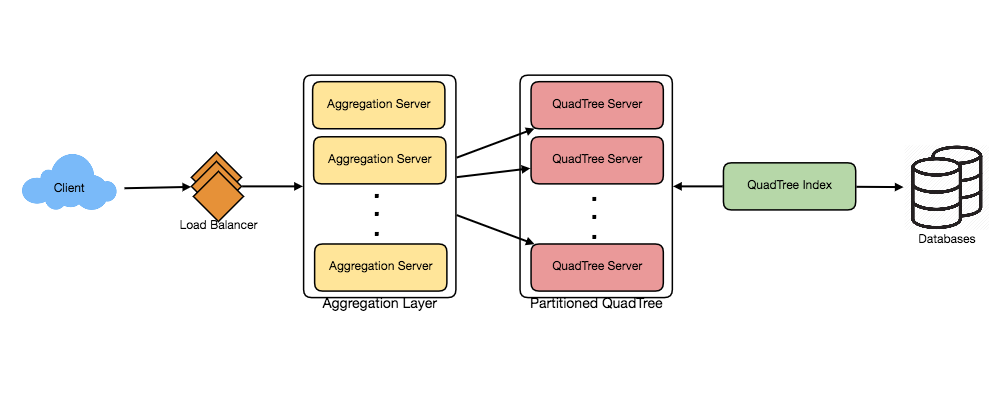 Client
Load Balancer
Aggregation Server
Aggregation Server
Aggregation Server
Aggregation Layer
QuadTree Server
QuadTree Server
QuadTree Server
Partitioned QuadTree
QuadTree Index
Databases